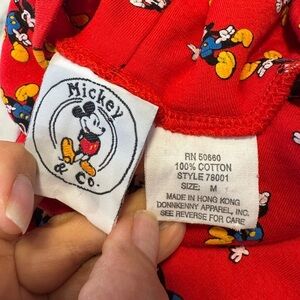 Mickey
& Co.
RN 50660
100% COTTON
STYLE 78001
SIZE: M
MADE IN HONG KONG
DONNKENNY APPAREL, INC.
SEE REVERSE FOR CARE